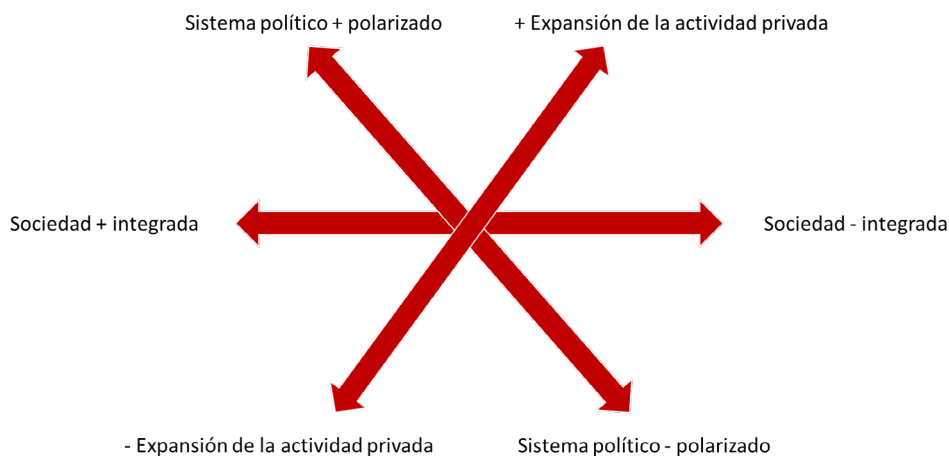 Sistema político + polarizado
+ Expansión de la actividad privada
Sociedad + integrada
Sociedad - integrada
- Expansión de la actividad privada
Sistema político - polarizado